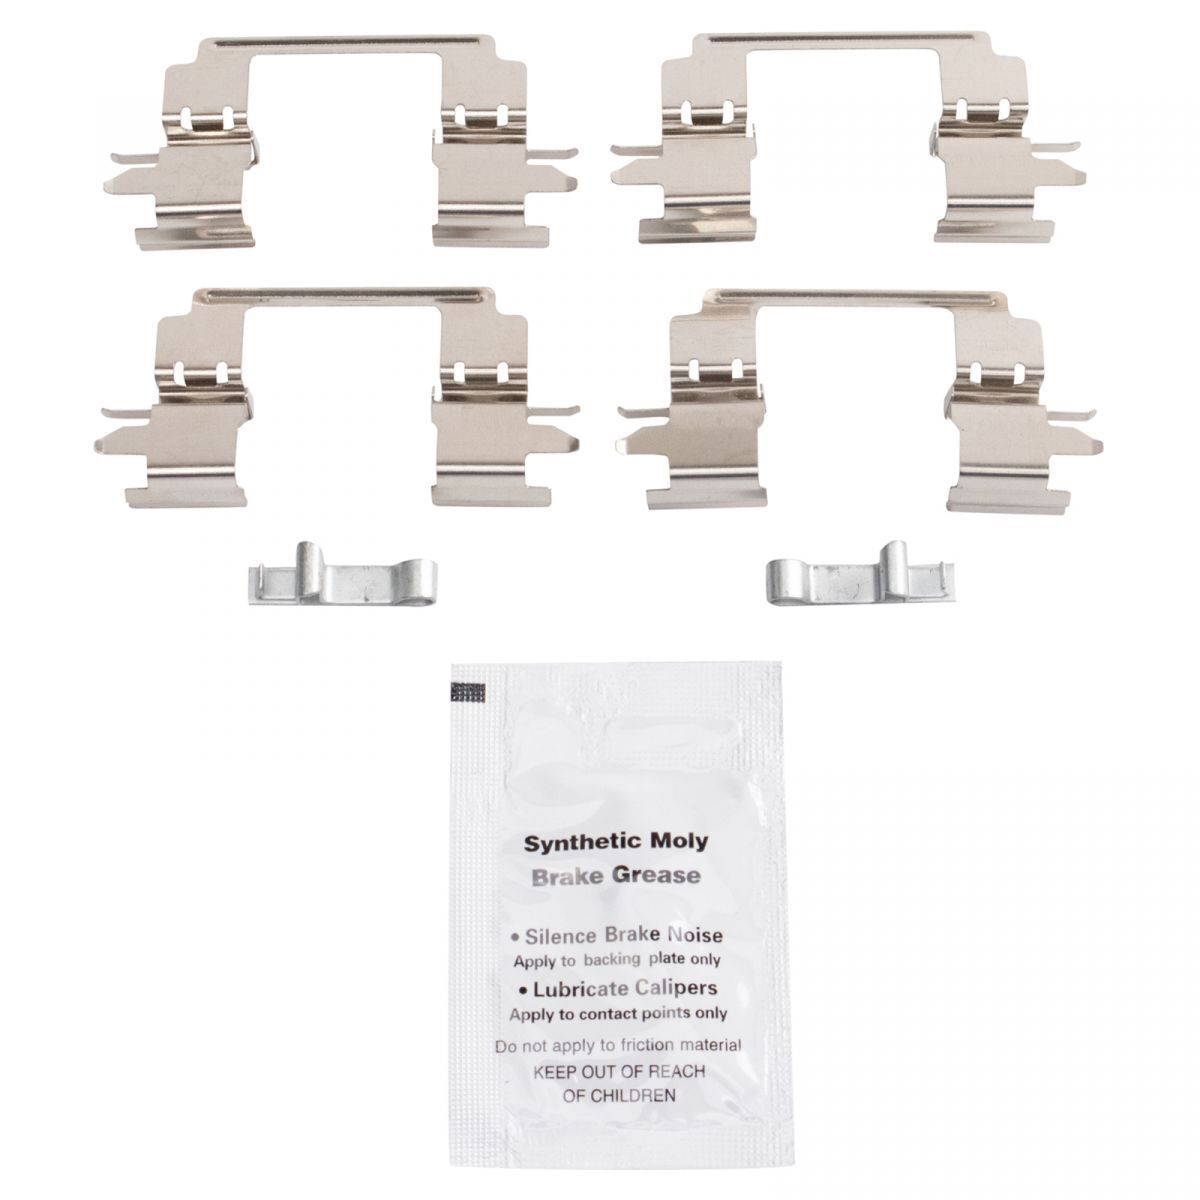 Synthetic Moly
Brake Grease
• Silence Brake Noise
Apply to backing plate only
• Lubricate Calipers
Apply to contact points only
Do not apply to friction material
KEEP OUT OF REACH
OF CHILDREN